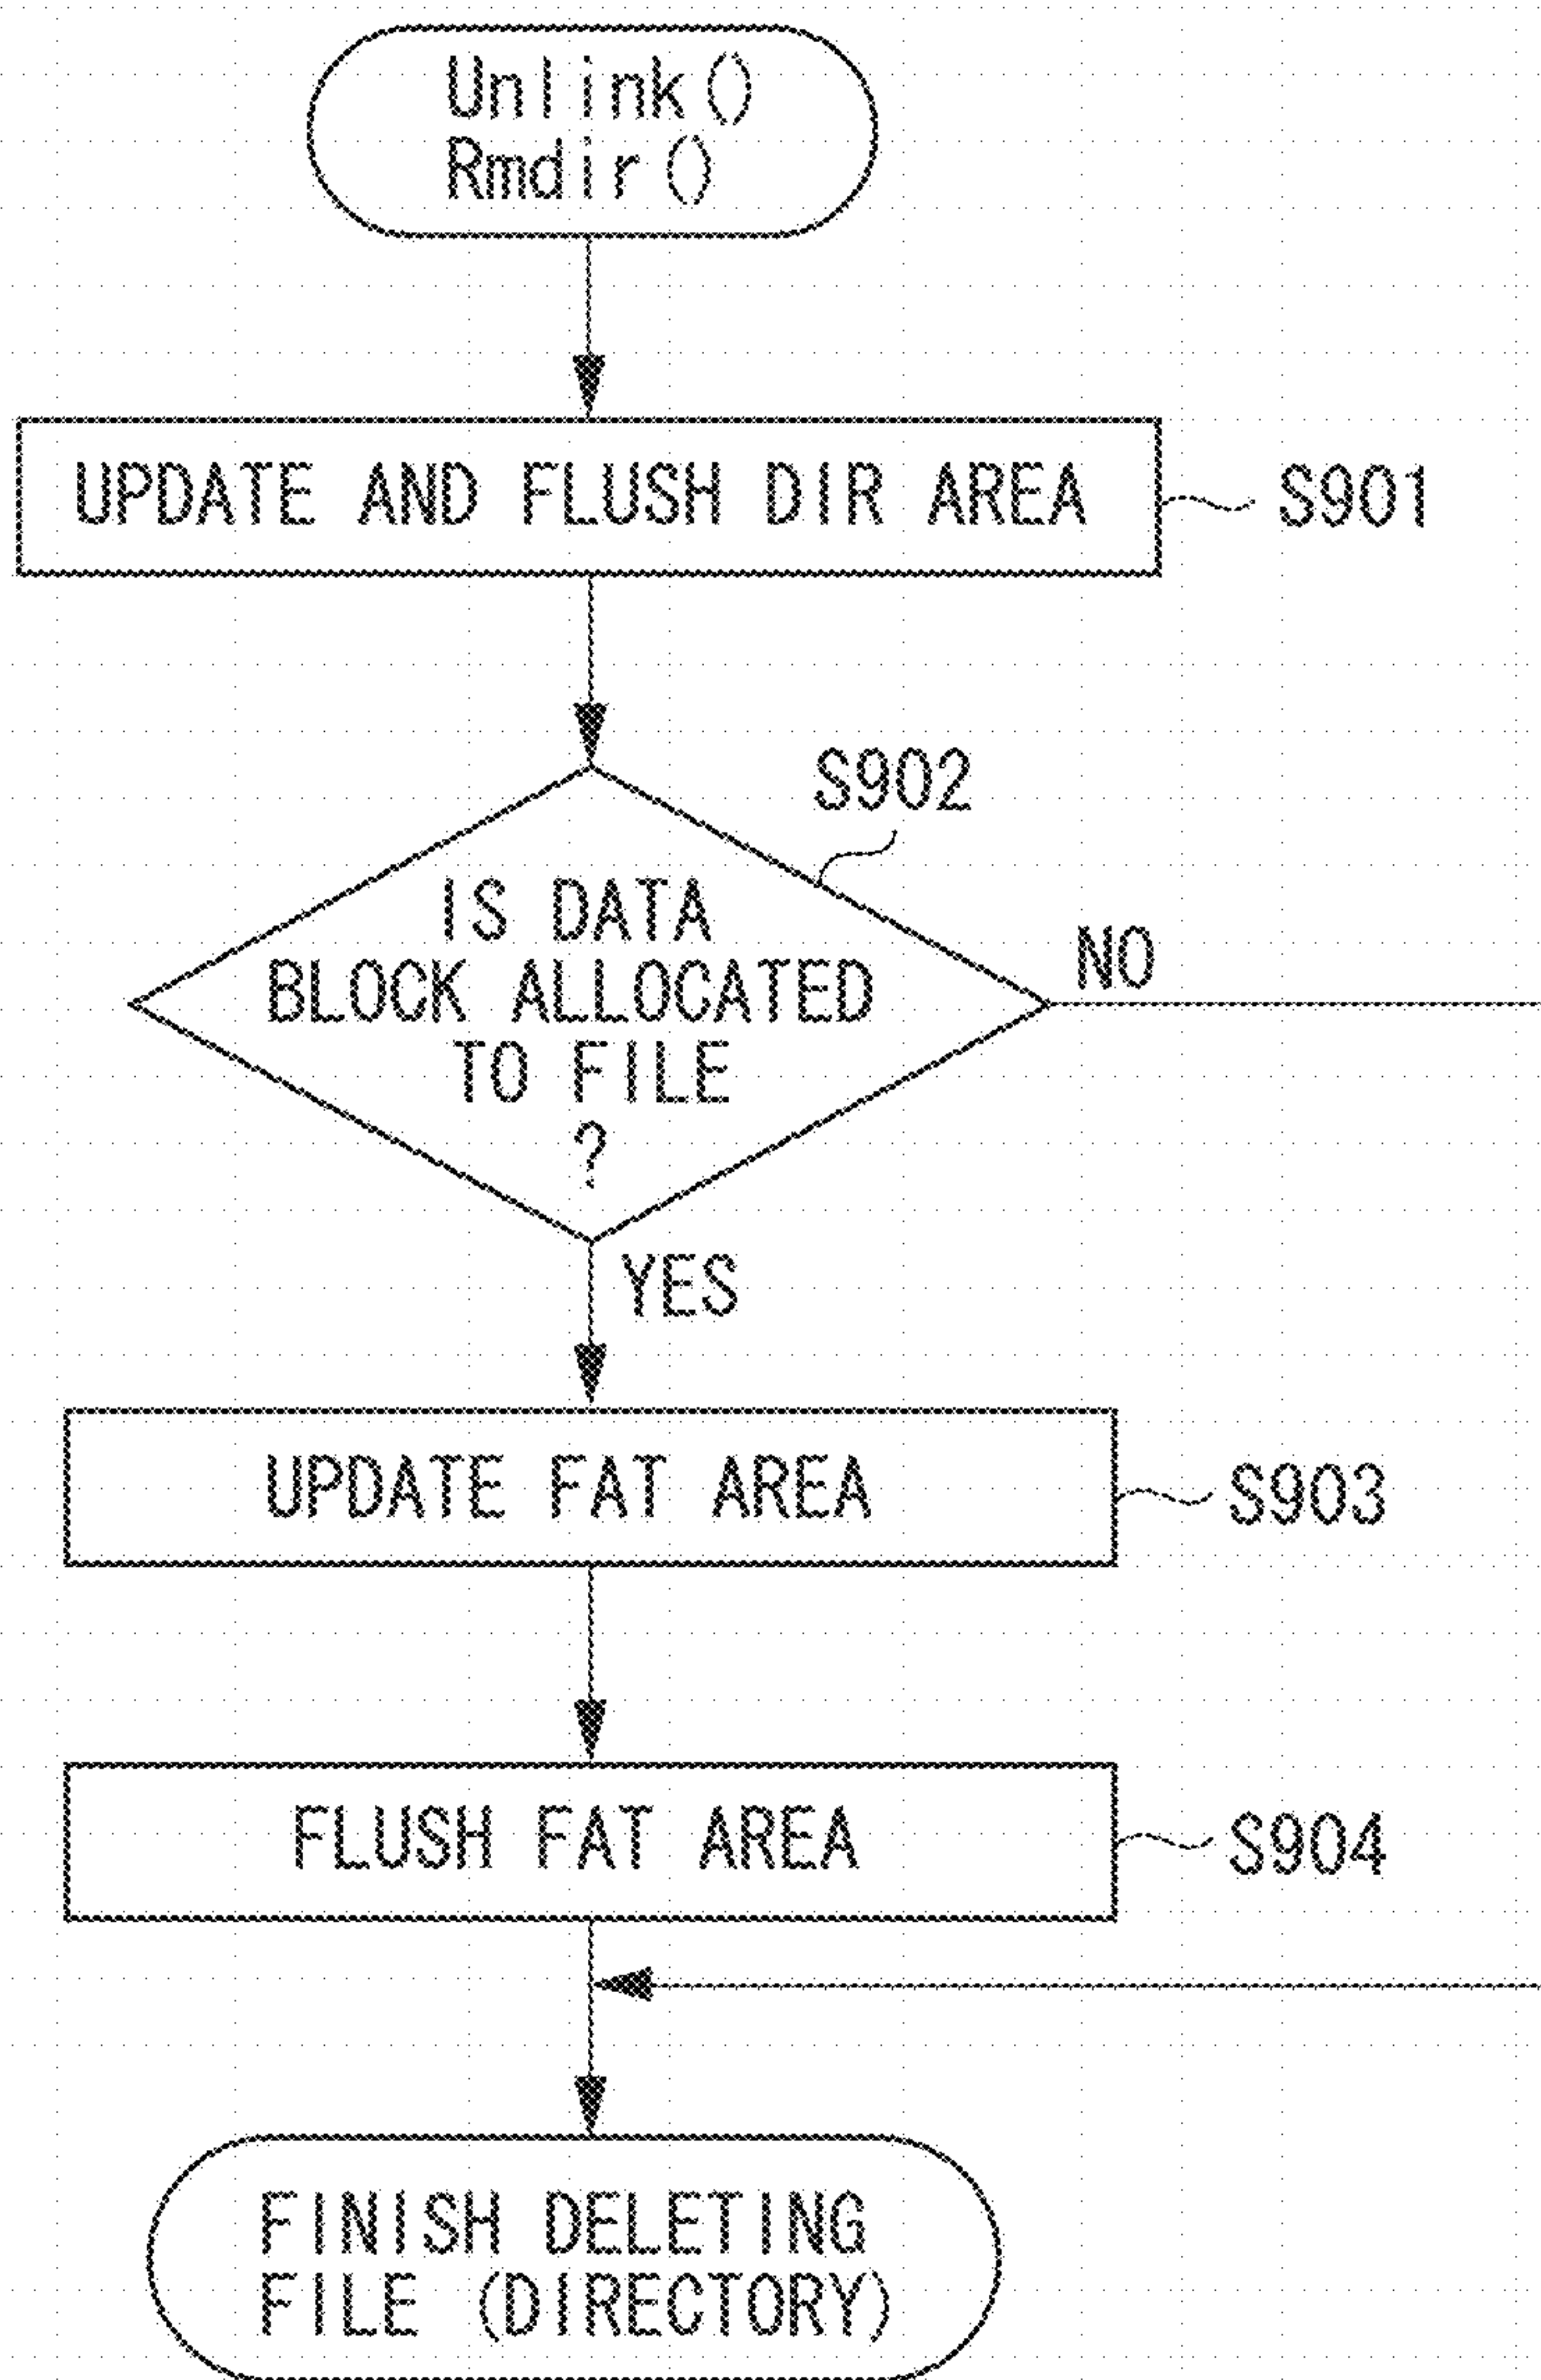 Unlink()
Rmdir()
UPDATE AND FLUSH DIR AREA
S901
S902
IS DATA
BLOCK ALLOCATED
TO FILE
?
NO
YES
UPDATE FAT AREA
S903
FLUSH FAT AREA
S904
FINISH DELETING
FILE (DIRECTORY)